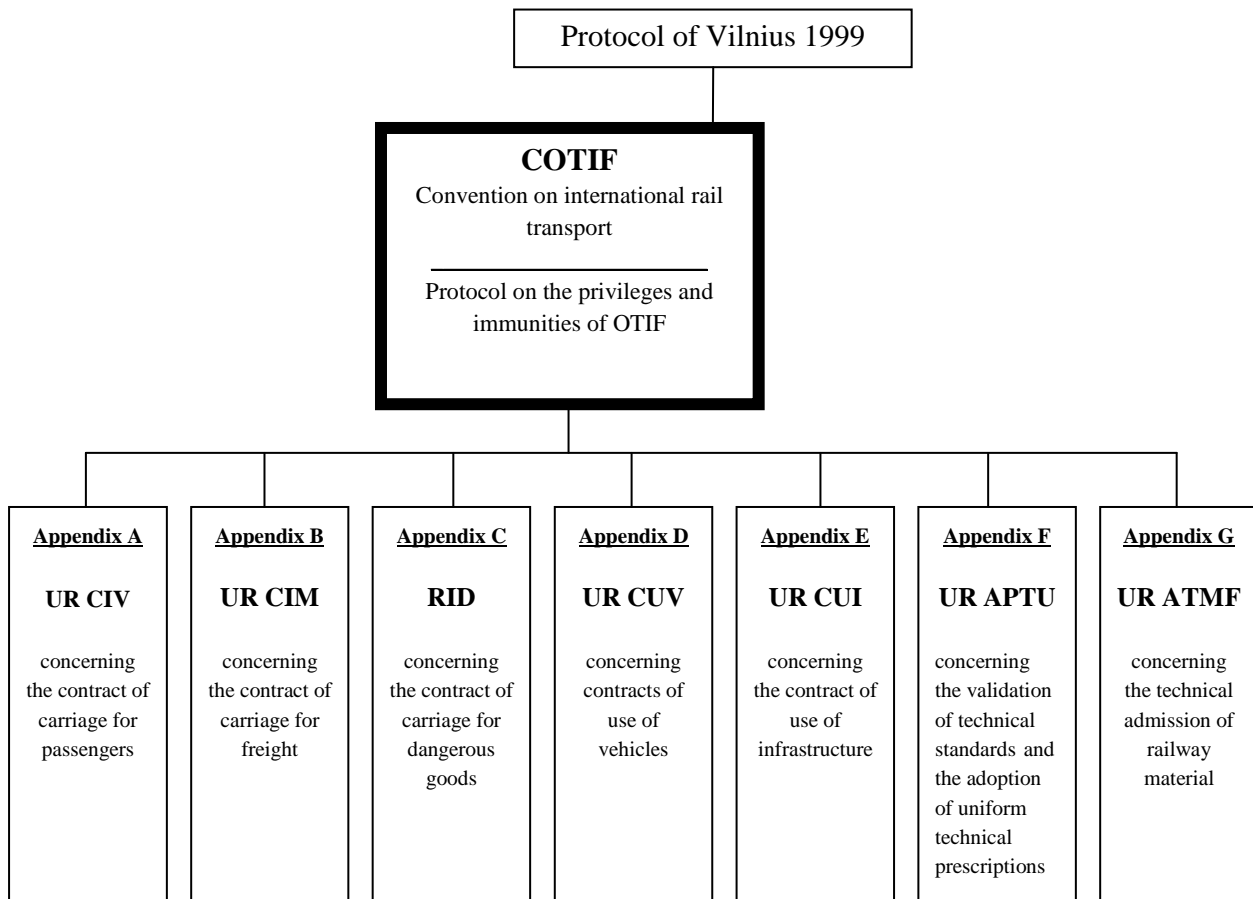 Protocol of Vilnius 1999
COTIF
Convention on international rail
transport
Protocol on the privileges and
immunities of OTIF
Appendix A
UR CIV
concerning
the contract of
carriage for
passengers
Appendix B
UR CIM
concerning
the contract of
carriage for
freight
Appendix C
RID
concerning
the contract of
carriage for
dangerous
goods
Appendix D
UR CUV
concerning
contracts of
use of
vehicles
Appendix E
UR CUI
concerning
the contract of
use of
infrastructure
Appendix F
UR APTU
concerning
the validation
of technical
standards and
the adoption
of uniform
technical
prescriptions
Appendix G
UR ATMF
concerning
the technical
admission of
railway
material